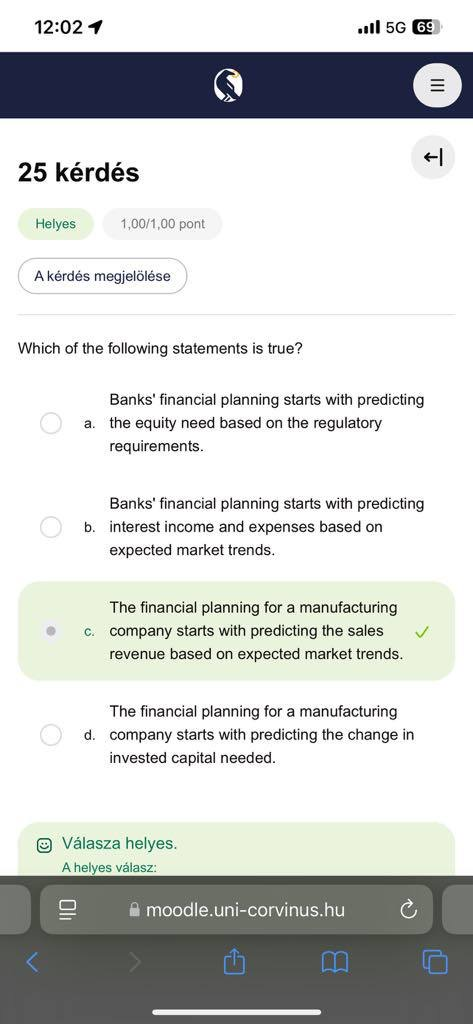 12:02
5G 69
25 kérdés
Helyes
1,00/1,00 pont
A kérdés megjelölése
Which of the following statements is true?
a. Banks' financial planning starts with predicting
the equity need based on the regulatory
requirements.
b. Banks' financial planning starts with predicting
interest income and expenses based on
expected market trends.
c. The financial planning for a manufacturing
company starts with predicting the sales
revenue based on expected market trends.
d. The financial planning for a manufacturing
company starts with predicting the change in
invested capital needed.
Válasza helyes.
A helyes válasz:
moodle.uni-corvinus.hu